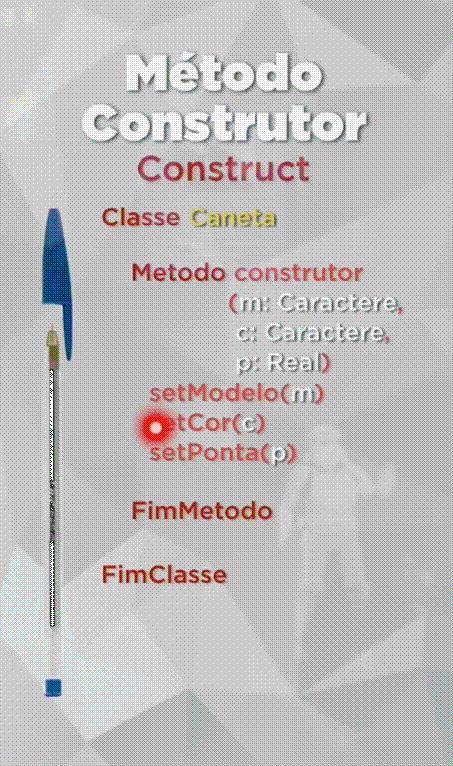 Método
Construtor
Construct
Classe Caneta
Metodo construtor
(m: Caractere,
c: Caractere,
p: Real)
setModelo(m)
etCor(c)
setPonta(p)
FimMetodo
FimClasse